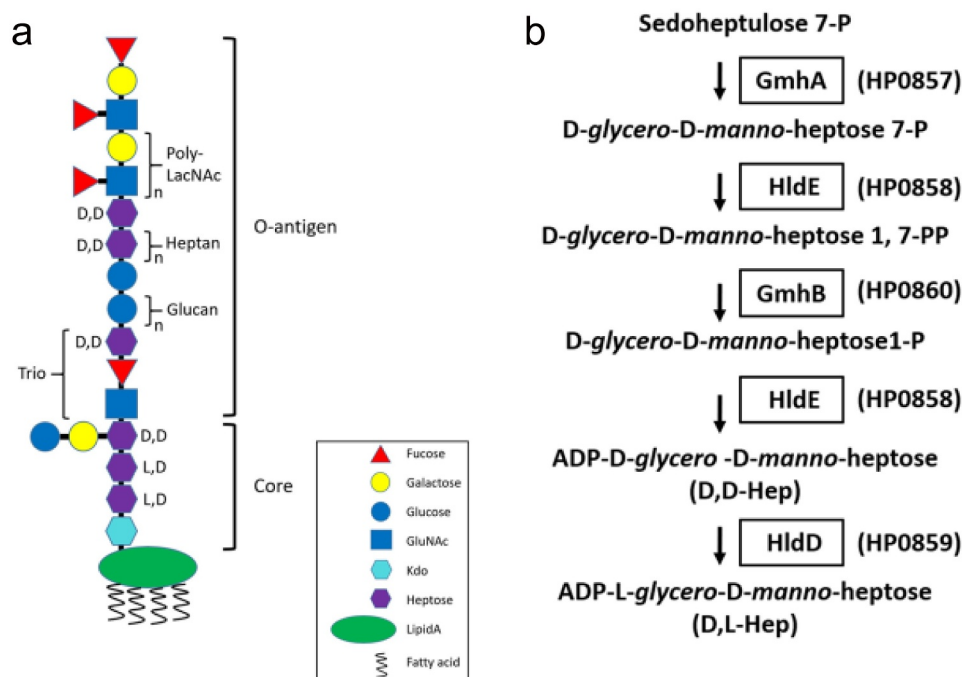 a
Poly-
LacNAc
n
D,D
D,D
Heptan
n
O-antigen
Glucan
n
D,D
Trio
D,D
L,D
L,D
Core
Fucose
Galactose
Glucose
GluNAc
Kdo
Heptose
LipidA
Fatty acid
b
Sedoheptulose 7-P
GmhA (HP0857)
D-glycero-D-manno-heptose 7-P
HldE (HP0858)
D-glycero-D-manno-heptose 1, 7-PP
GmhB (HP0860)
D-glycero-D-manno-heptose1-P
HldE (HP0858)
ADP-D-glycero -D-manno-heptose
(D,D-Hep)
HldD (HP0859)
ADP-L-glycero-D-manno-heptose
(D,L-Hep)